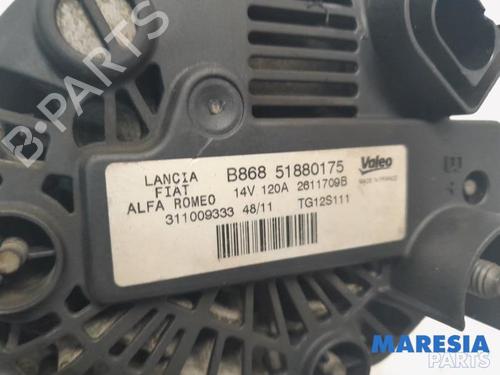 LANCIA
FIAT
ALFA ROMEO
B868 51880175
14V 120A 2611709B
311009333 48/11 TG12S111
Valeo
MADE IN FRANCE
B-PARTS
MARESIA
PARTS